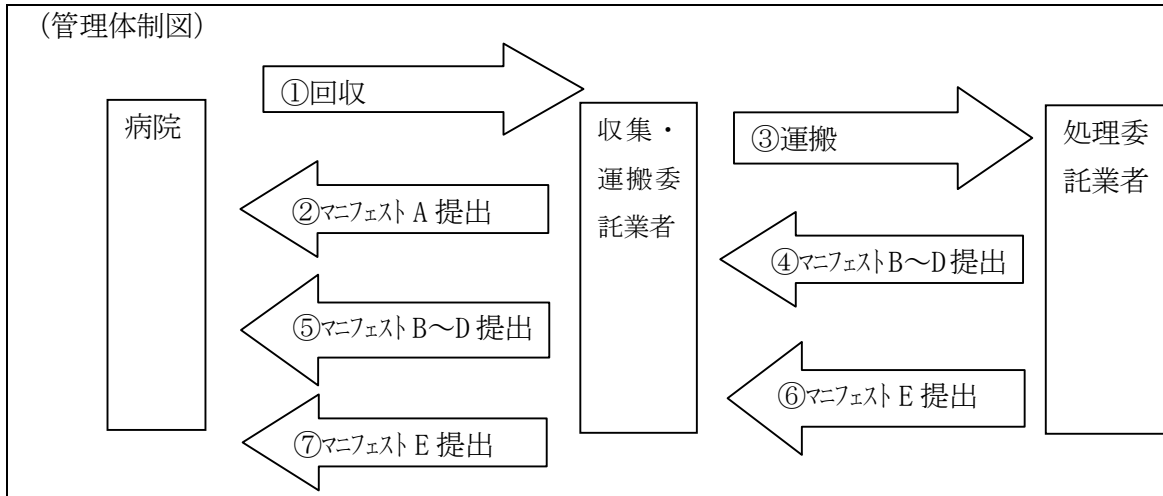 (管理体制図)
①回収
病院
収集・
運搬委
託業者
③運搬
処理委
託業者
②マニフェスト A 提出
④マニフェスト B～D 提出
⑤マニフェスト B～D 提出
⑥マニフェスト E 提出
⑦マニフェスト E 提出